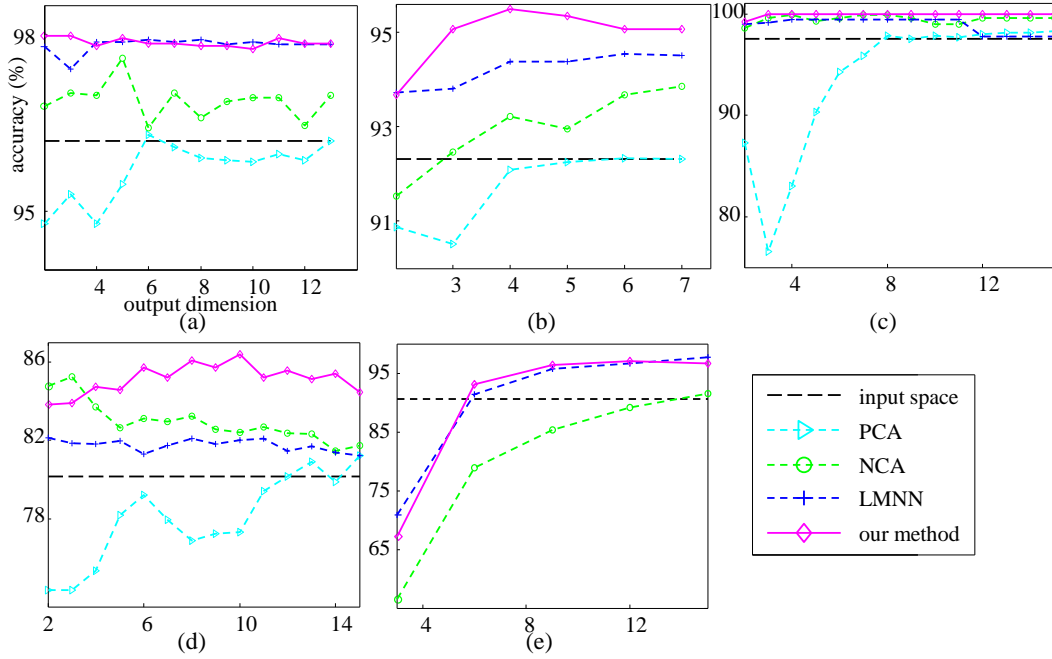 98
95
4
6
8
10
12
accuracy (%)
output dimension
(a)
95
93
91
3
4
5
6
7
(b)
100
90
80
4
8
12
(c)
86
82
78
2
6
10
14
(d)
95
85
75
65
4
8
12
(e)
input space
PCA
NCA
LMNN
our method